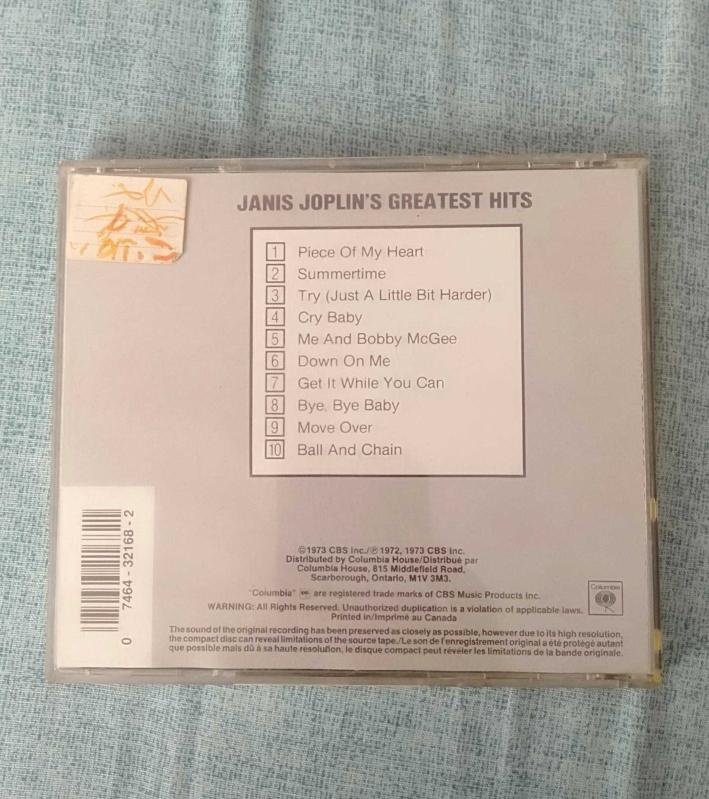 JANIS JOPLIN'S GREATEST HITS
1 Piece Of My Heart
2 Summertime
3 Try (Just A Little Bit Harder)
4 Cry Baby
5 Me And Bobby McGee
6 Down On Me
7 Get It While You Can
8 Bye, Bye Baby
9 Move Over
10 Ball And Chain
0 7464-32168-2
©1973 CBS Inc./℗ 1972, 1973 CBS Inc.
Distributed by Columbia House/Distribué par
Columbia House, 815 Middlefield Road,
Scarborough, Ontario, M1V 3M3.
"Columbia" are registered trade marks of CBS Music Products Inc.
WARNING: All Rights Reserved. Unauthorized duplication is a violation of applicable laws.
Printed in/Imprimé au Canada
Columbia
The sound of the original recording has been preserved as closely as possible, however due to its high resolution,
the compact disc can reveal limitations of the source tape./Le son de l'enregistrement original a été protégé autant
que possible mais dû à sa haute résolution, le disque compact peut révéler les limitations de la bande originale.